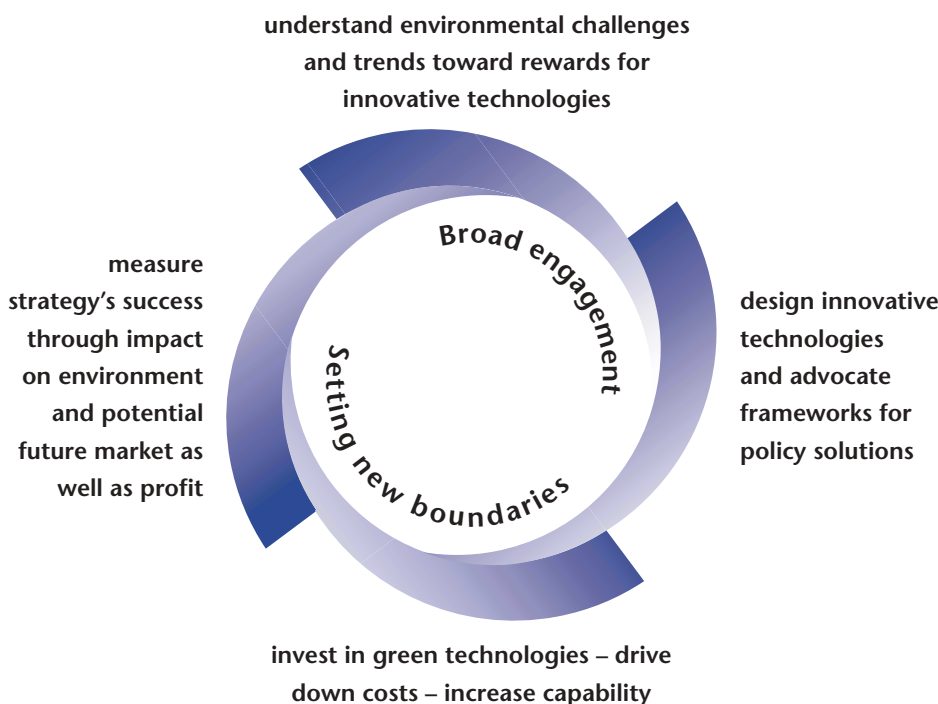 understand environmental challenges
and trends toward rewards for
innovative technologies
Broad engagement
design innovative
technologies
and advocate
frameworks for
policy solutions
invest in green technologies – drive
down costs – increase capability
measure
strategy’s success
through impact
on environment
and potential
future market as
well as profit
Setting new boundaries